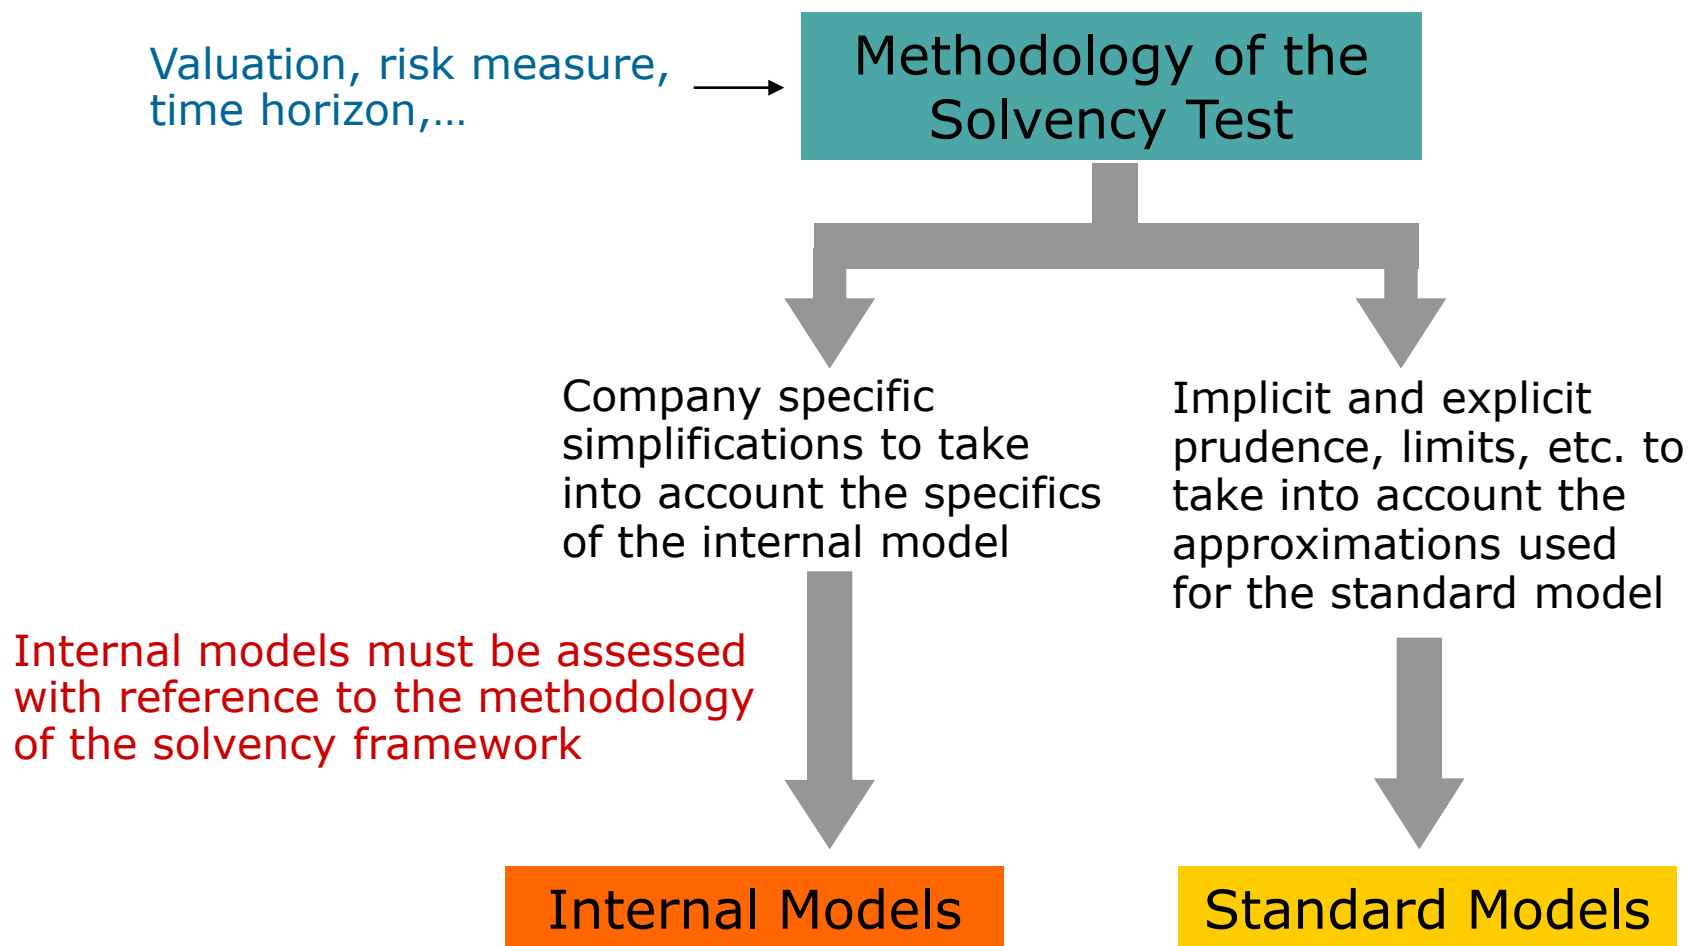 Valuation, risk measure,
time horizon,…
Methodology of the
Solvency Test
Company specific
simplifications to take
into account the specifics
of the internal model
Implicit and explicit
prudence, limits, etc. to
take into account the
approximations used
for the standard model
Internal models must be assessed
with reference to the methodology
of the solvency framework
Internal Models
Standard Models